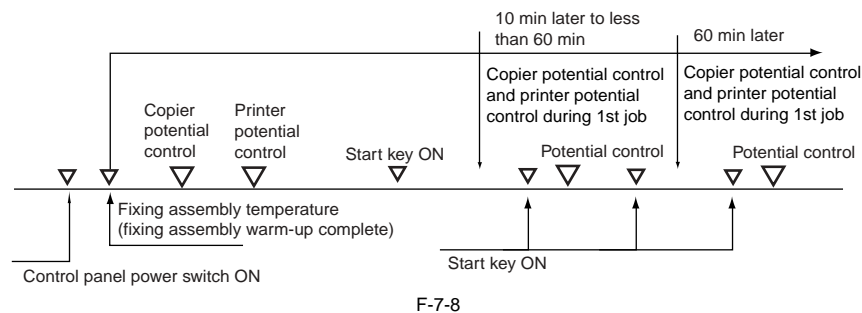 10 min later to less
than 60 min
60 min later
Copier potential control
and printer potential
control during 1st job
Copier potential control
and printer potential
control during 1st job
Copier
potential
control
Printer
potential
control
Start key ON
Potential control
Potential control
Fixing assembly temperature
(fixing assembly warm-up complete)
Start key ON
Control panel power switch ON
F-7-8